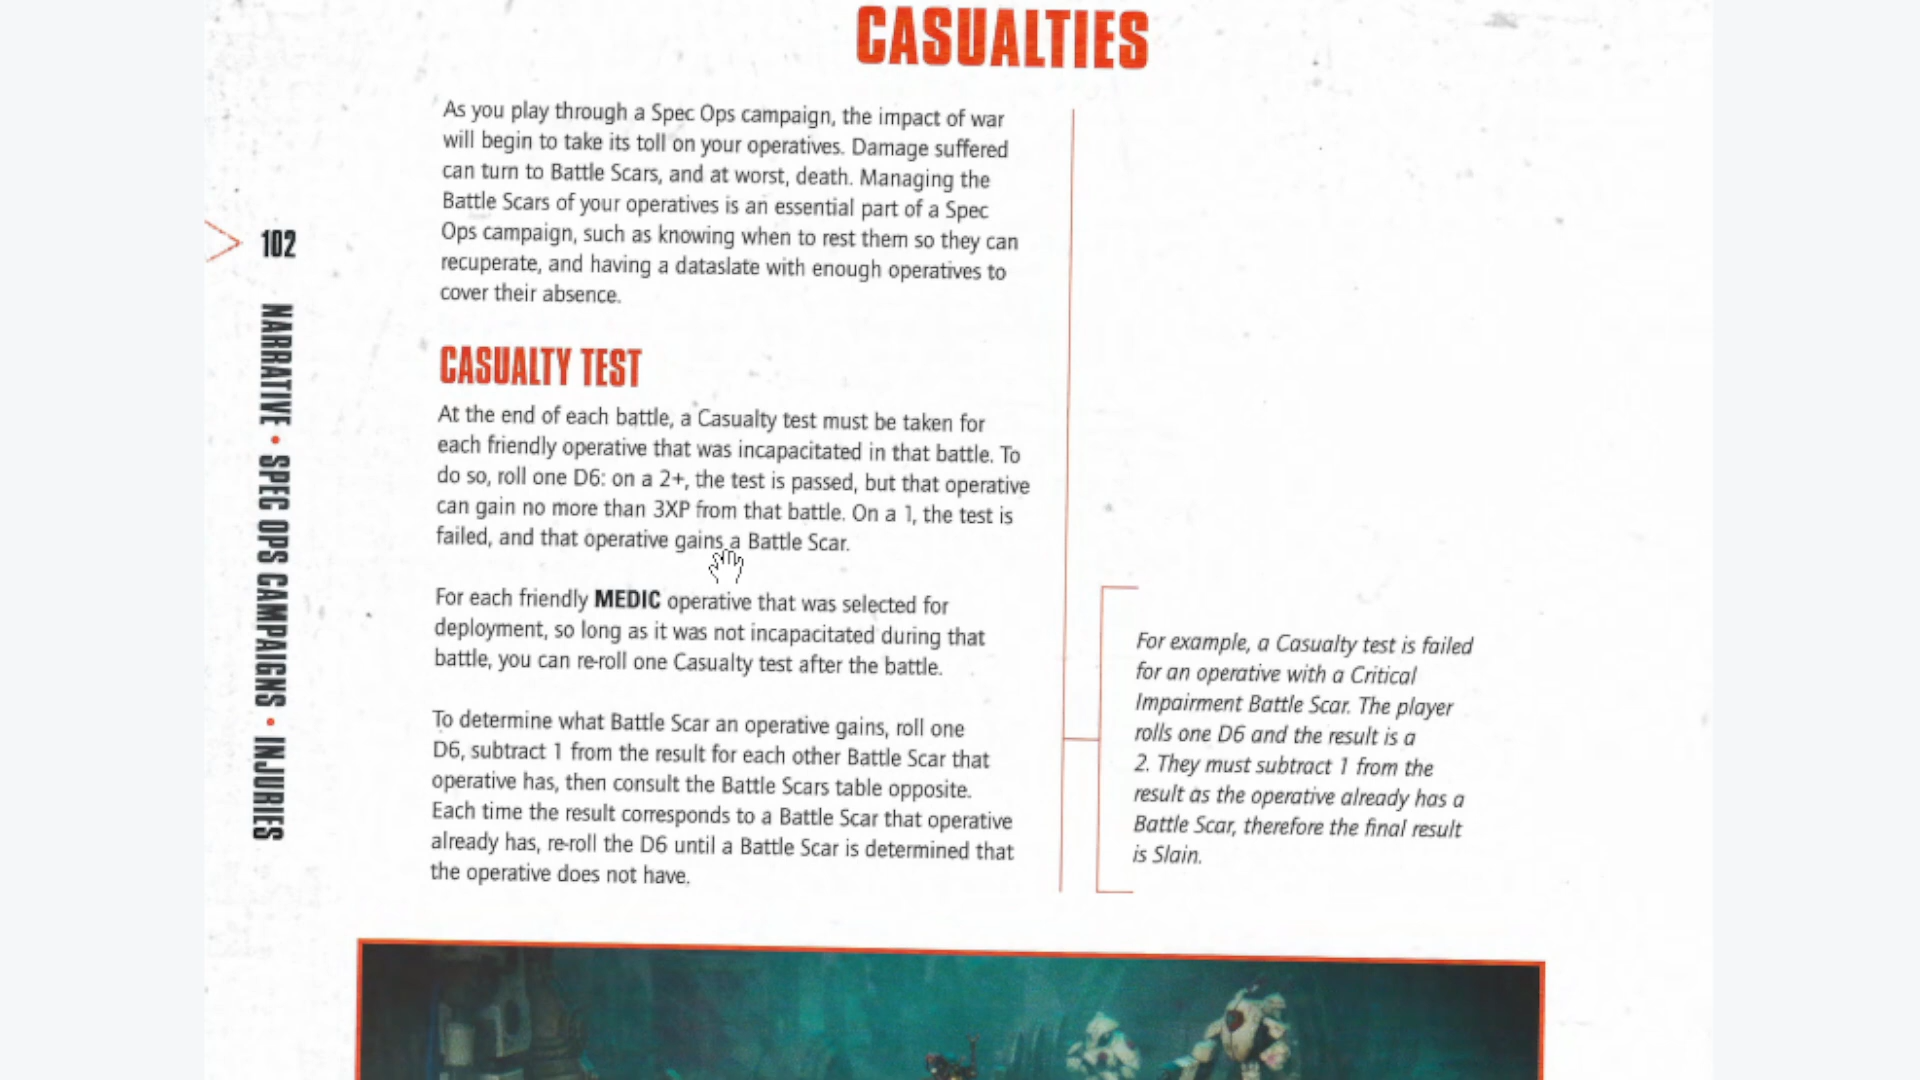 CASUALTIES
As you play through a Spec Ops campaign, the impact of war
will begin to take its toll on your operatives. Damage suffered
can turn to Battle Scars, and at worst, death. Managing the
Battle Scars of your operatives is an essential part of a Spec
Ops campaign, such as knowing when to rest them so they can
recuperate, and having a dataslate with enough operatives to
cover their absence.
102
NARRATIVE • SPEC OPS CAMPAIGNS • INJURIES
CASUALTY TEST
At the end of each battle, a Casualty test must be taken for
each friendly operative that was incapacitated in that battle. To
do so, roll one D6: on a 2+, the test is passed, but that operative
can gain no more than 3XP from that battle. On a 1, the test is
failed, and that operative gains a Battle Scar.
For each friendly MEDIC operative that was selected for
deployment, so long as it was not incapacitated during that
battle, you can re-roll one Casualty test after the battle.
To determine what Battle Scar an operative gains, roll one
D6, subtract 1 from the result for each other Battle Scar that
operative has, then consult the Battle Scars table opposite.
Each time the result corresponds to a Battle Scar that operative
already has, re-roll the D6 until a Battle Scar is determined that
the operative does not have.
For example, a Casualty test is failed
for an operative with a Critical
Impairment Battle Scar. The player
rolls one D6 and the result is a
2. They must subtract 1 from the
result as the operative already has a
Battle Scar, therefore the final result
is Slain.